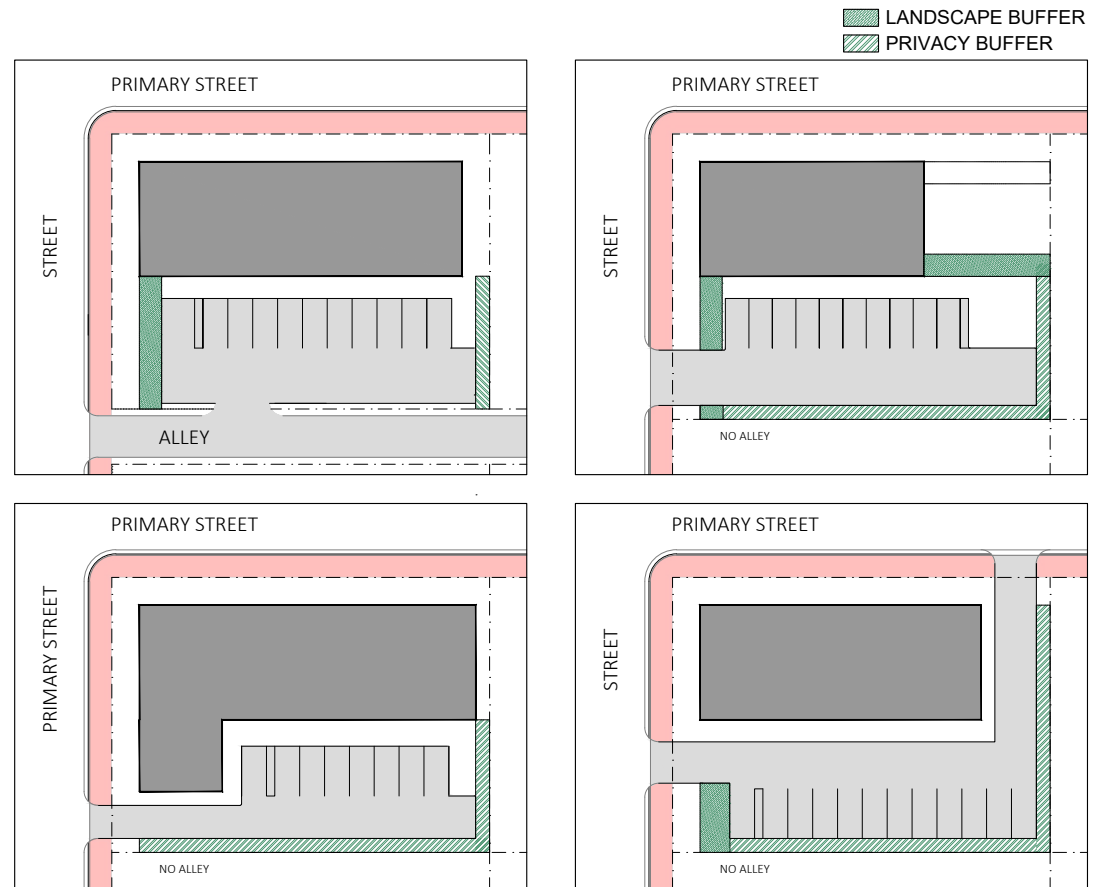 LANDSCAPE BUFFER
PRIVACY BUFFER
PRIMARY STREET
STREET
ALLEY
PRIMARY STREET
STREET
NO ALLEY
PRIMARY STREET
PRIMARY STREET
NO ALLEY
PRIMARY STREET
STREET
NO ALLEY